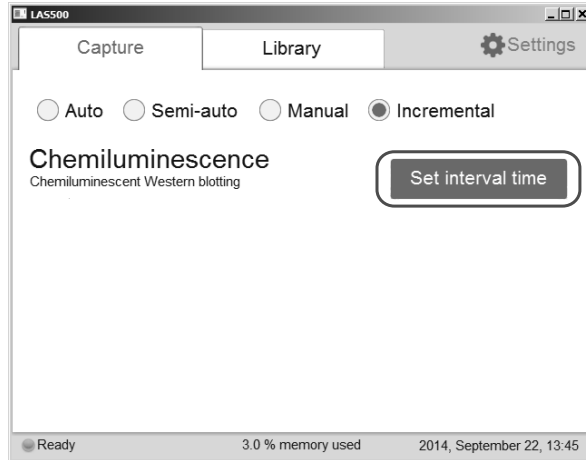 LAS500
Capture Library Settings
Auto Semi-auto Manual Incremental
Chemiluminescence
Chemiluminescent Western blotting
Set interval time
Ready 3.0 % memory used 2014, September 22, 13:45